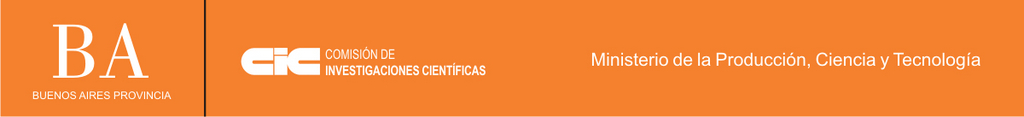 BA
BUENOS AIRES PROVINCIA
CIC
COMISIÓN DE
INVESTIGACIONES CIENTÍFICAS
Ministerio de la Producción, Ciencia y Tecnología